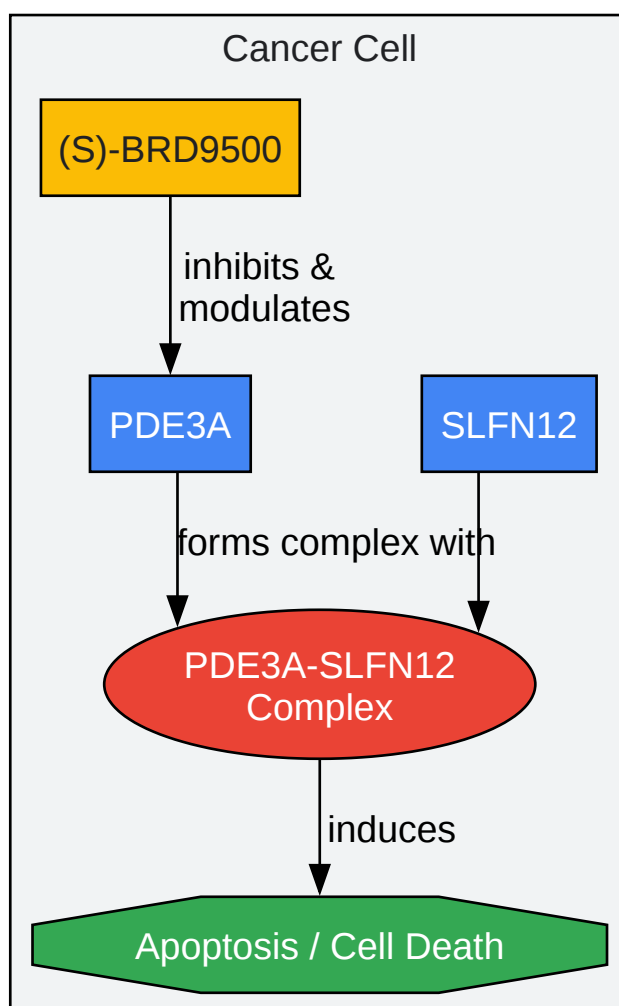 Cancer Cell
(S)-BRD9500
inhibits &
modulates
PDE3A
SLFN12
forms complex with
PDE3A-SLFN12
Complex
induces
Apoptosis / Cell Death